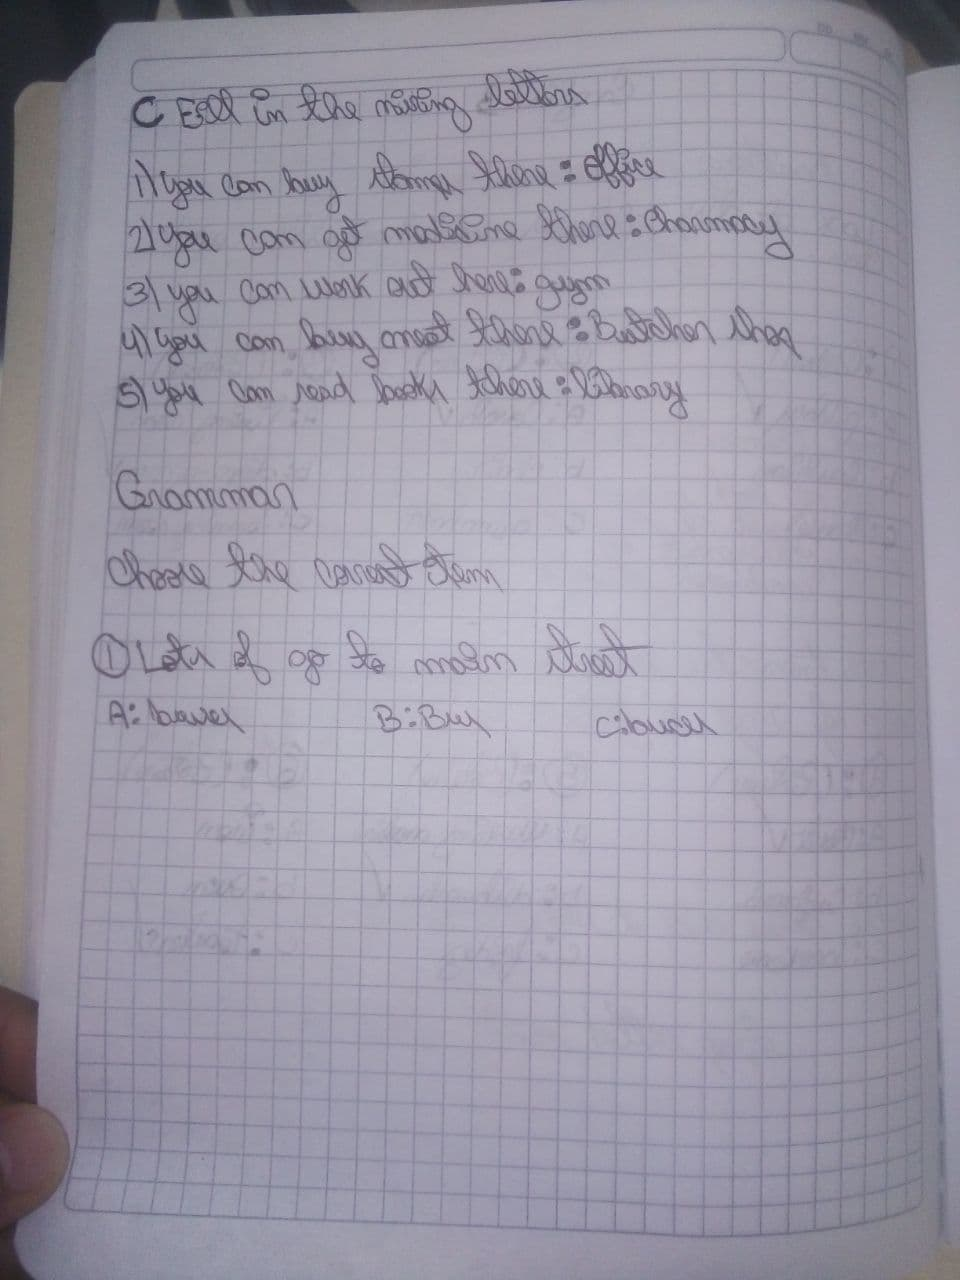 C Fill in the missing letters
1) you can buy stamps there: office
2) you can get medicine there: Pharmacy
3) you can work out here: gym
4) you can buy meat there: Butcher shop
5) you can read books there: library
Grammar
Choose the correct Item
① Lots of go to main street
A: buses B: Bus C: